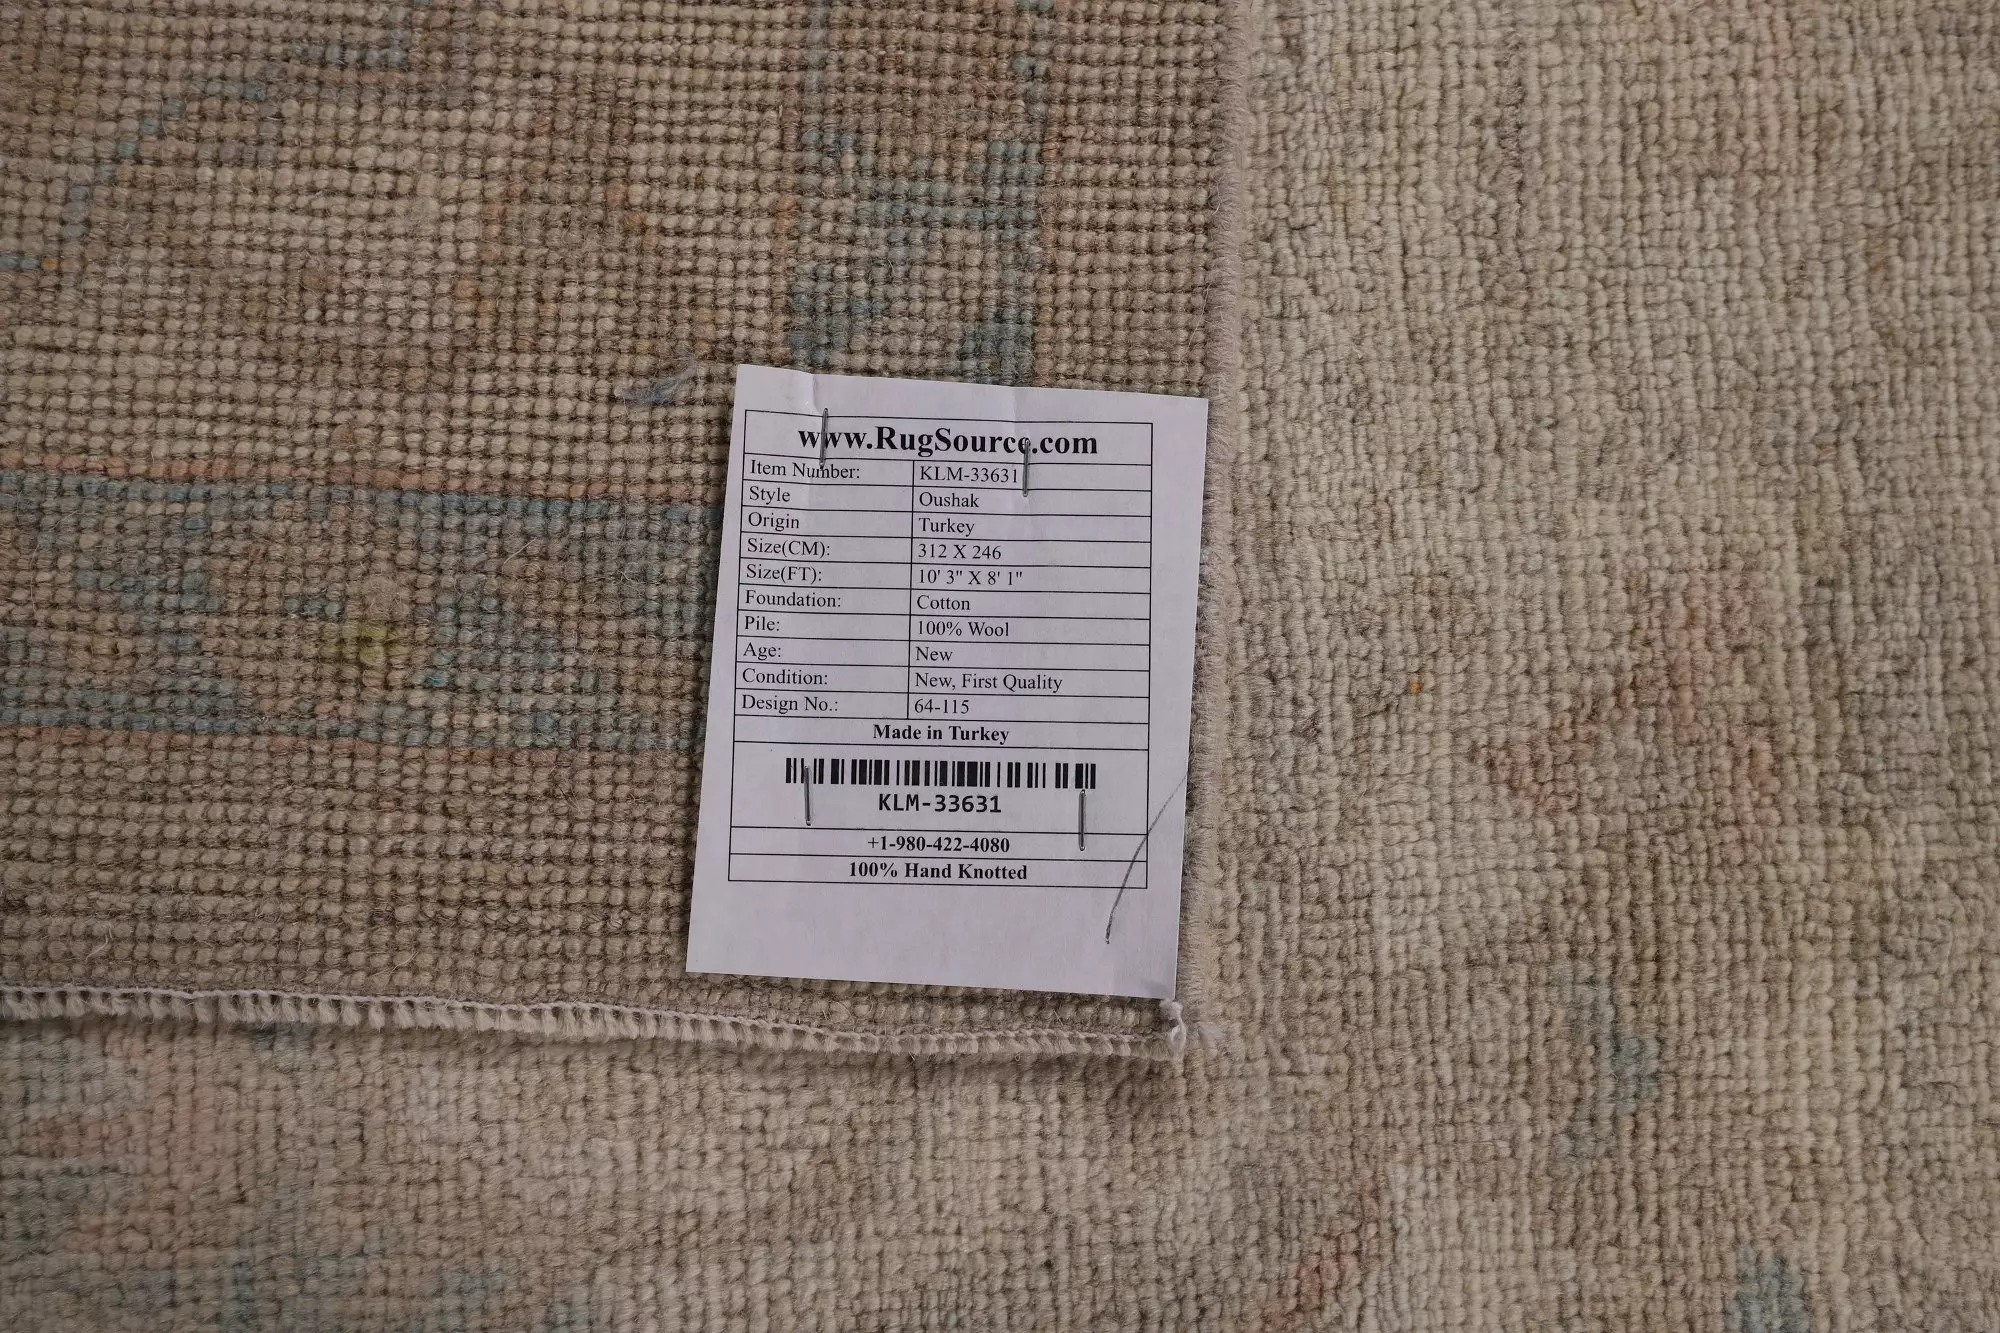 www.RugSource.com
Item Number: KLM-33631
Style Oushak
Origin Turkey
Size(CM): 312 X 246
Size(FT): 10' 3" X 8' 1"
Foundation: Cotton
Pile: 100% Wool
Age: New
Condition: New, First Quality
Design No.: 64-115
Made in Turkey
KLM-33631
+1-980-422-4080
100% Hand Knotted